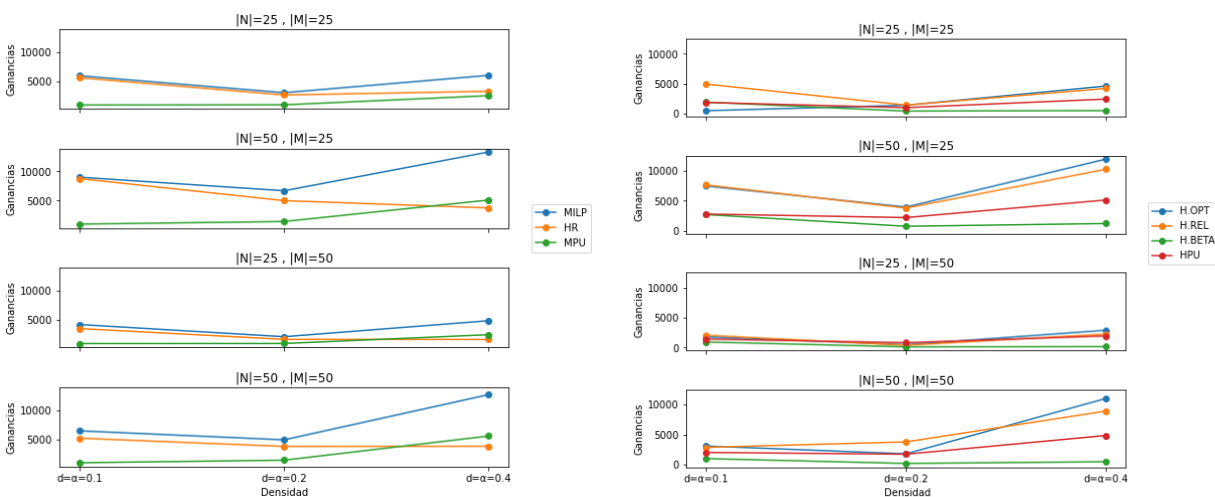 |N|=25 , |M|=25
Ganancias
10000
5000
|N|=50 , |M|=25
Ganancias
10000
5000
|N|=25 , |M|=50
Ganancias
10000
5000
|N|=50 , |M|=50
Ganancias
10000
5000
d=α=0.1
d=α=0.2
d=α=0.4
Densidad
MILP
HR
MPU
|N|=25 , |M|=25
Ganancias
10000
5000
0
|N|=50 , |M|=25
Ganancias
10000
5000
0
|N|=25 , |M|=50
Ganancias
10000
5000
0
|N|=50 , |M|=50
Ganancias
10000
5000
0
d=α=0.1
d=α=0.2
d=α=0.4
Densidad
H.OPT
H.REL
H.BETA
HPU